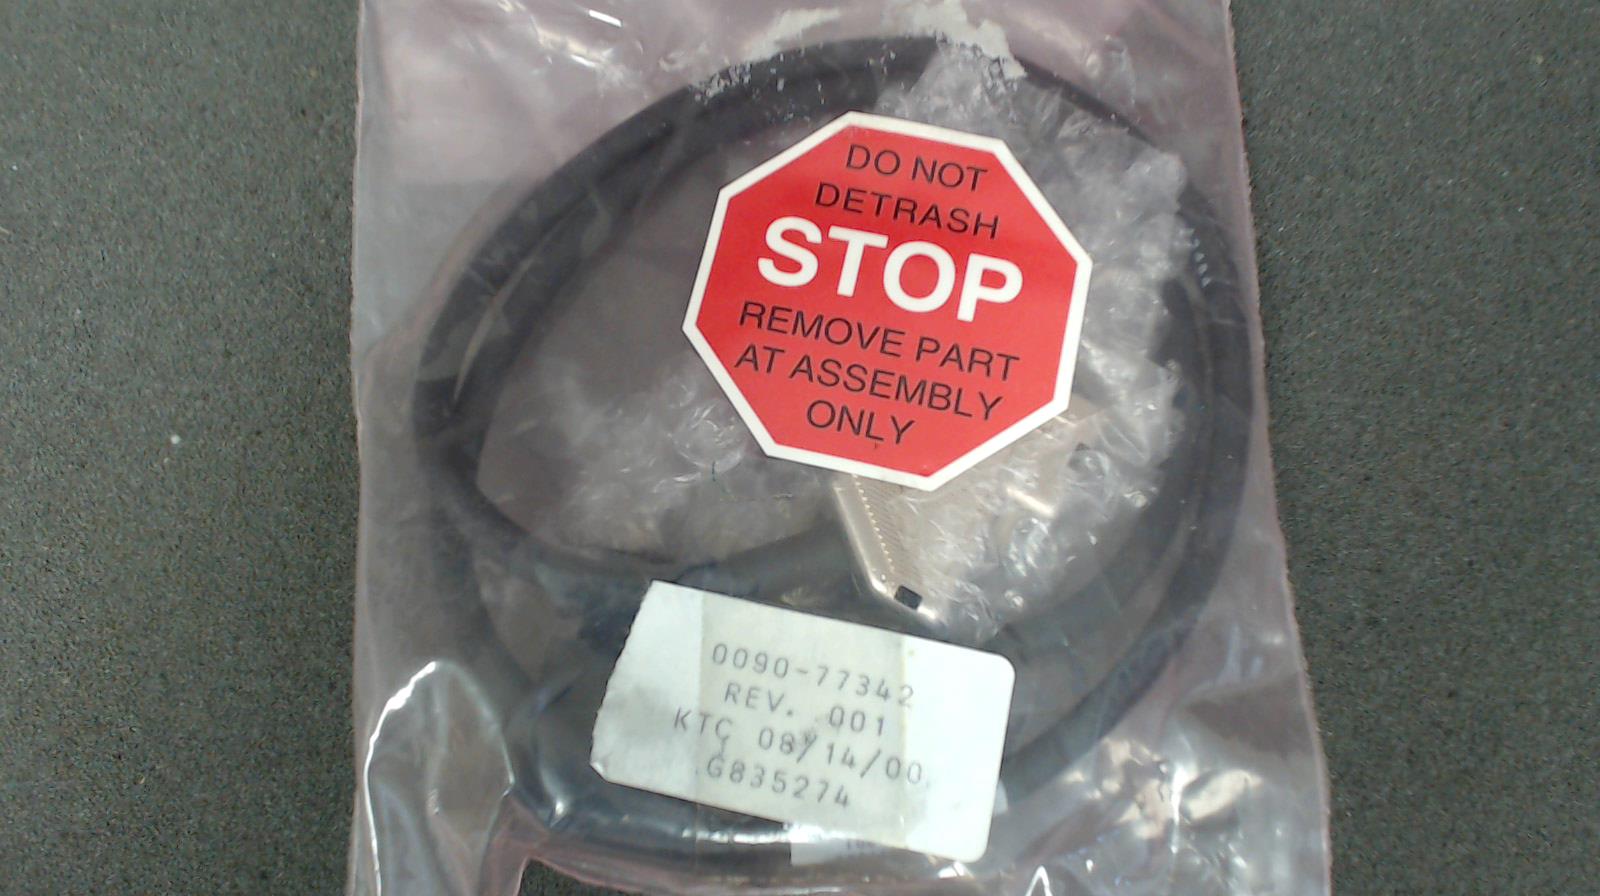 DO NOT
DETRASH
STOP
REMOVE PART
AT ASSEMBLY
ONLY
0090-77342
REV. 001
KTC 08/14/00
G835274